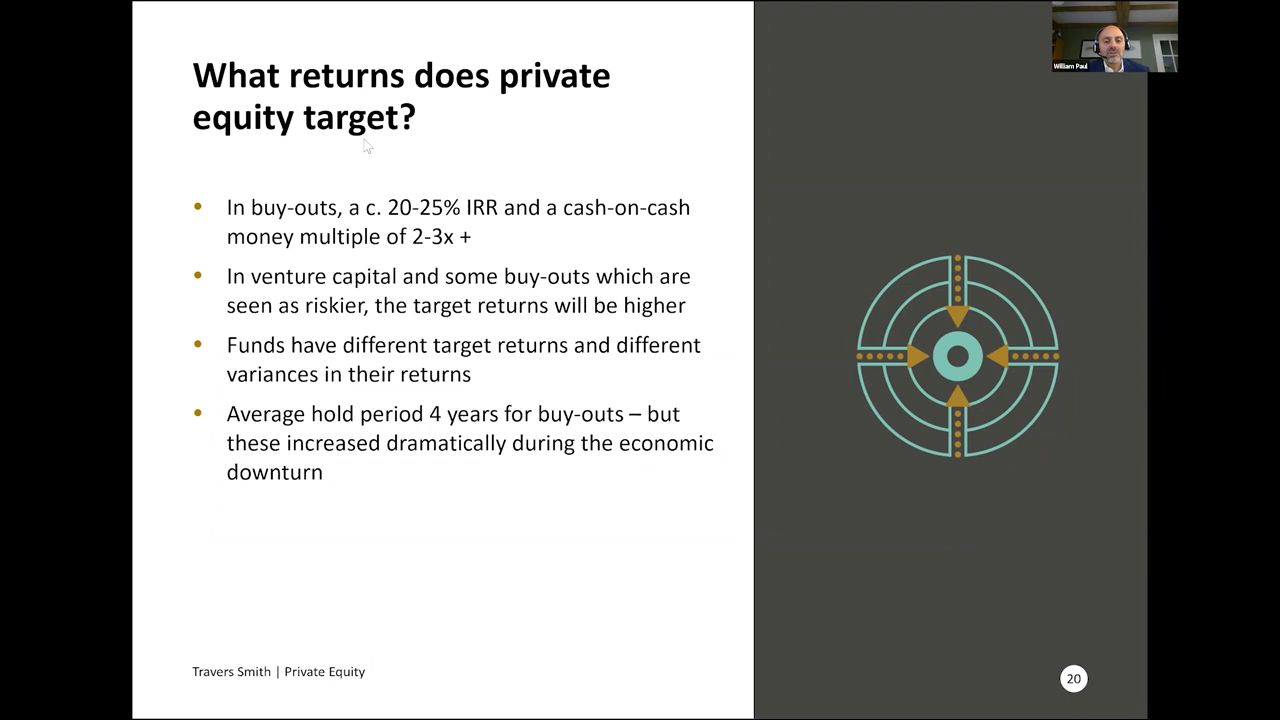 What returns does private
equity target?
• In buy-outs, a c. 20-25% IRR and a cash-on-cash
money multiple of 2-3x +
• In venture capital and some buy-outs which are
seen as riskier, the target returns will be higher
• Funds have different target returns and different
variances in their returns
• Average hold period 4 years for buy-outs – but
these increased dramatically during the economic
downturn
Travers Smith | Private Equity
20
William Paul